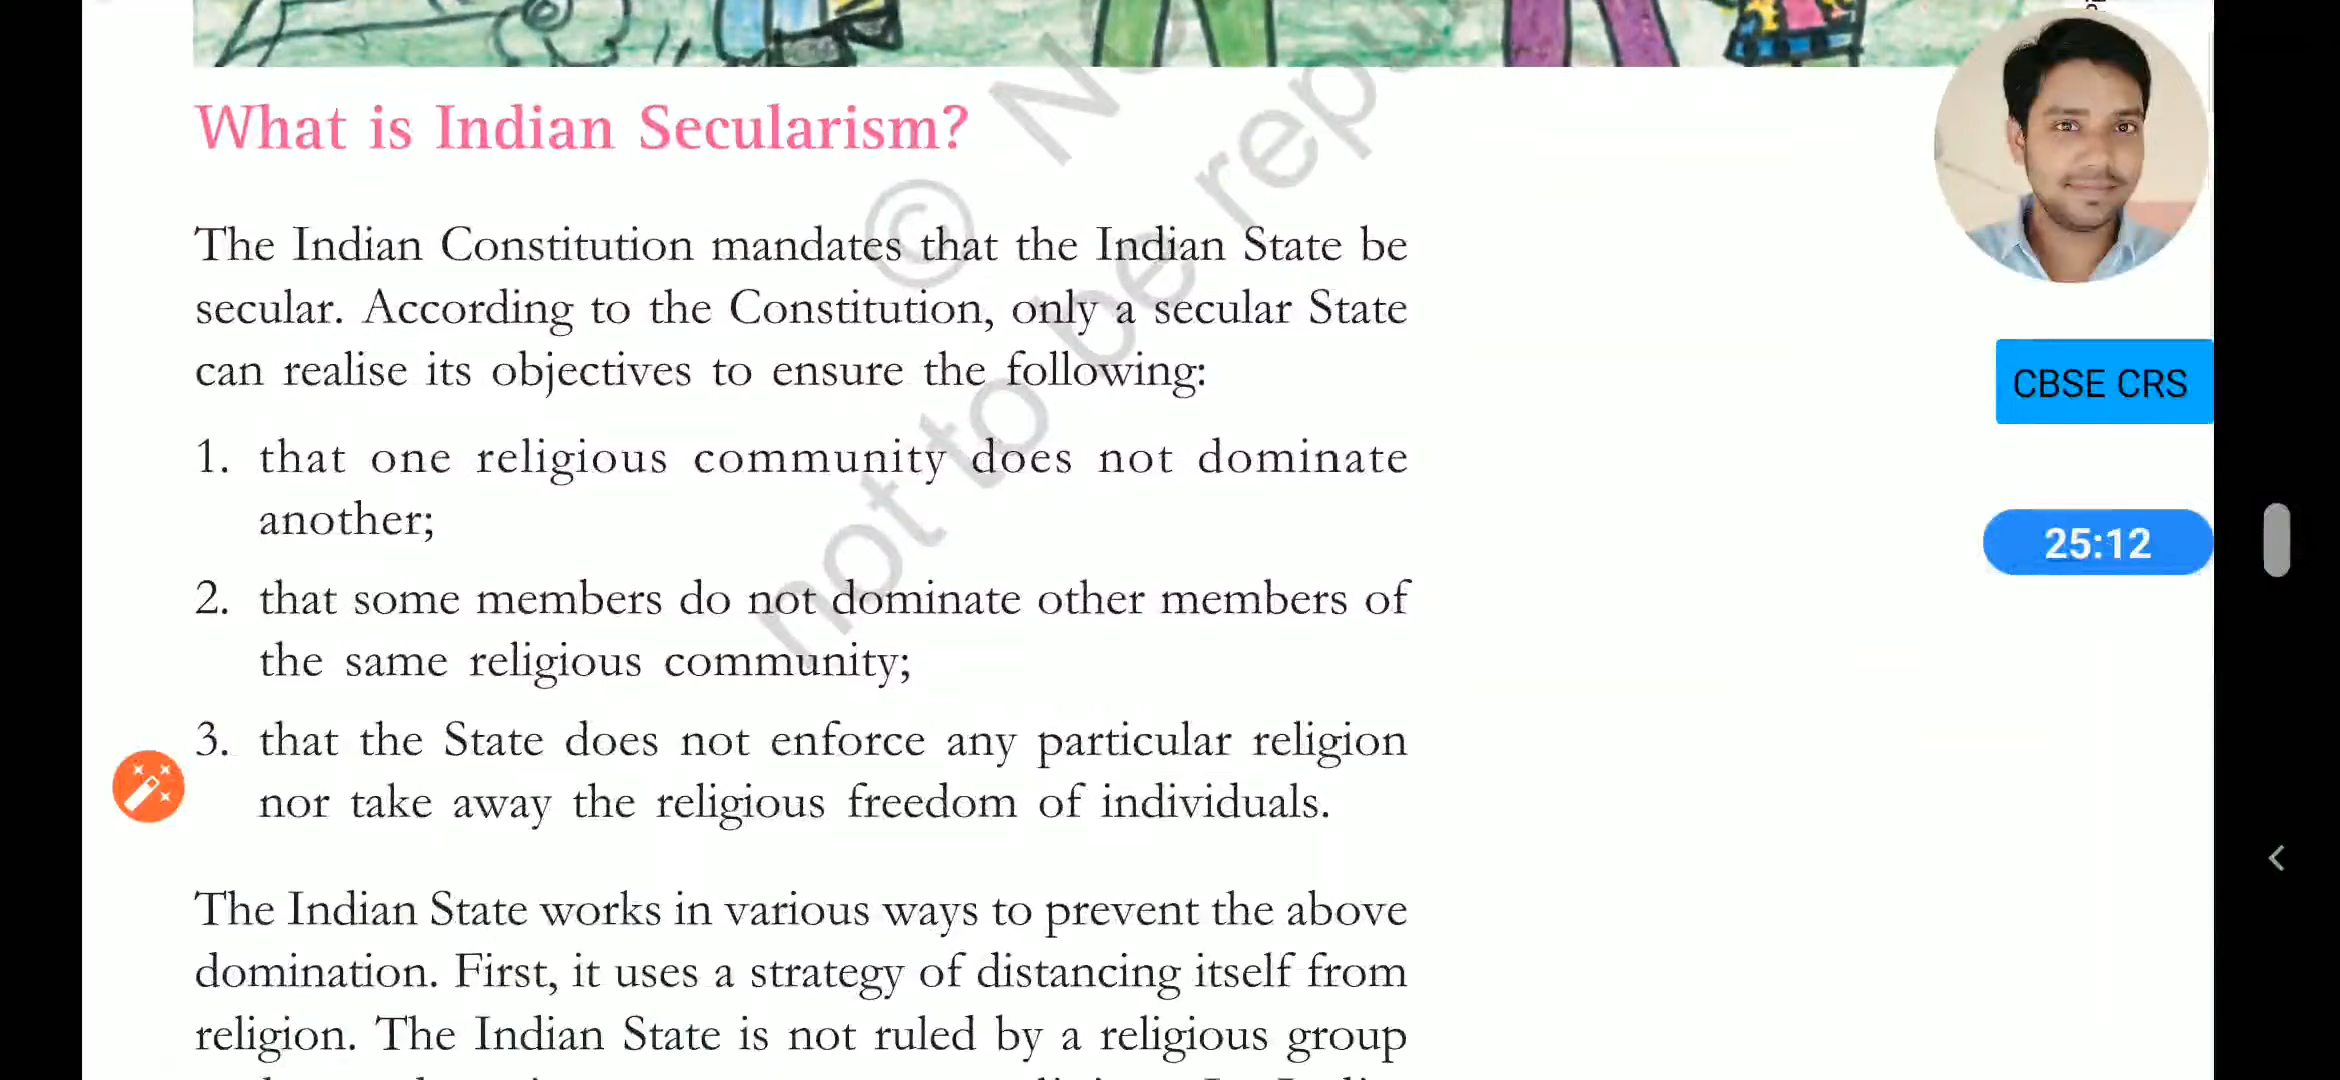 What is Indian Secularism?
The Indian Constitution mandates that the Indian State be
secular. According to the Constitution, only a secular State
can realise its objectives to ensure the following:
1. that one religious community does not dominate
another;
2. that some members do not dominate other members of
the same religious community;
3. that the State does not enforce any particular religion
nor take away the religious freedom of individuals.
The Indian State works in various ways to prevent the above
domination. First, it uses a strategy of distancing itself from
religion. The Indian State is not ruled by a religious group
© N
not to be repu
CBSE CRS
25:12